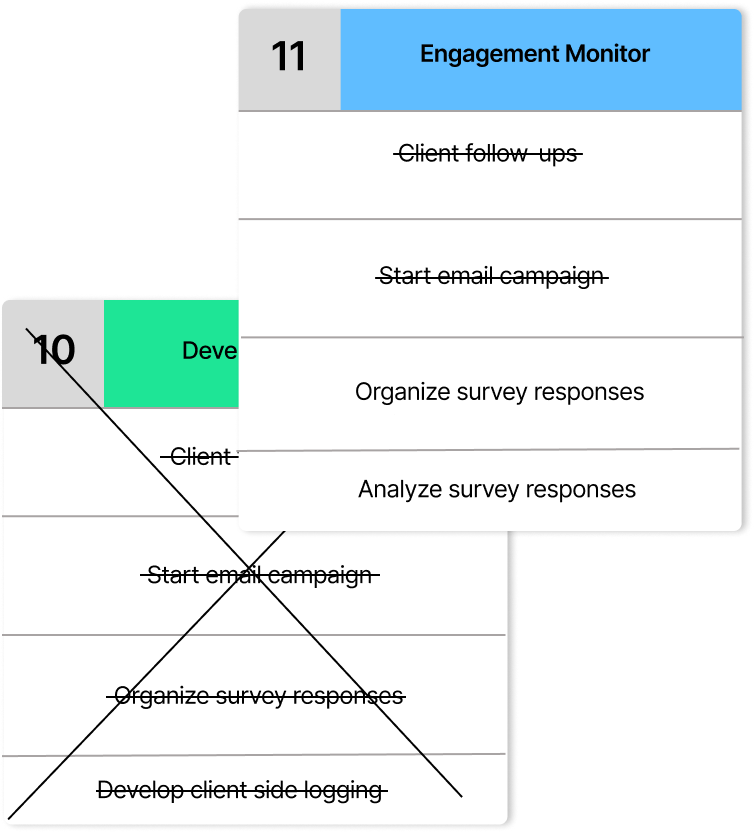 11
Engagement Monitor
Client follow-ups
Start email campaign
Organize survey responses
Analyze survey responses
10
Deve
Client
Start email campaign
Organize survey responses
Develop client side logging